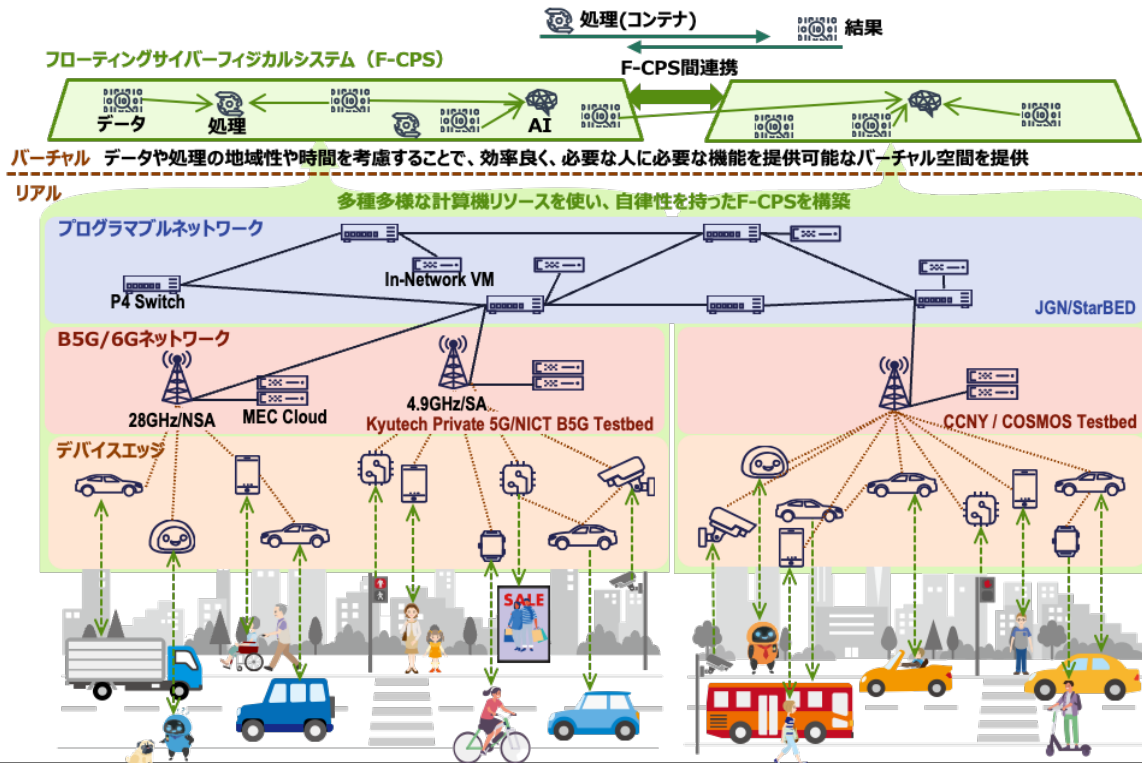 処理(コンテナ)
結果
フローティングサイバーフィジカルシステム（F-CPS）
F-CPS間連携
データ
処理
AI
バーチャル データや処理の地域性や時間を考慮することで、効率良く、必要な人に必要な機能を提供可能なバーチャル空間を提供
リアル
多種多様な計算機リソースを使い、自律性を持ったF-CPSを構築
プログラマブルネットワーク
In-Network VM
P4 Switch
JGN/StarBED
B5G/6Gネットワーク
28GHz/NSA
MEC Cloud
4.9GHz/SA
Kyutech Private 5G/NICT B5G Testbed
CCNY / COSMOS Testbed
デバイスエッジ
SALE